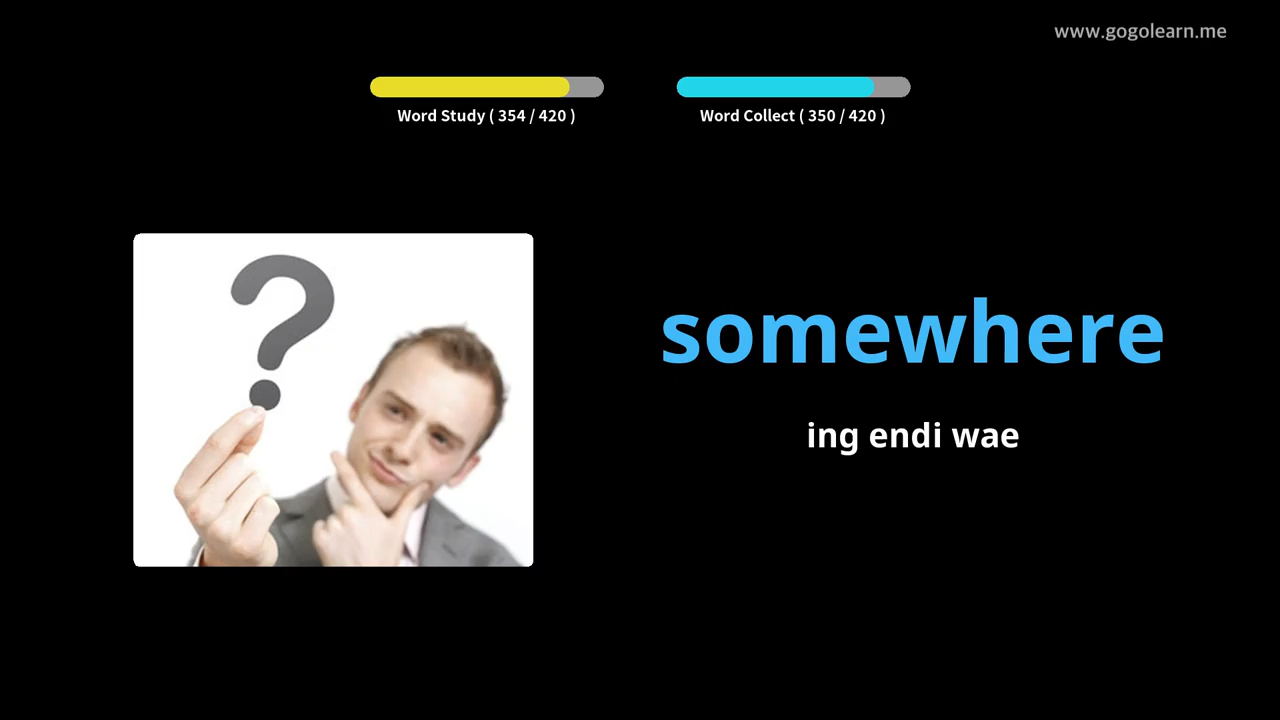 www.gogolearn.me
Word Study ( 354 / 420 )
Word Collect ( 350 / 420 )
?
somewhere
ing endi wae